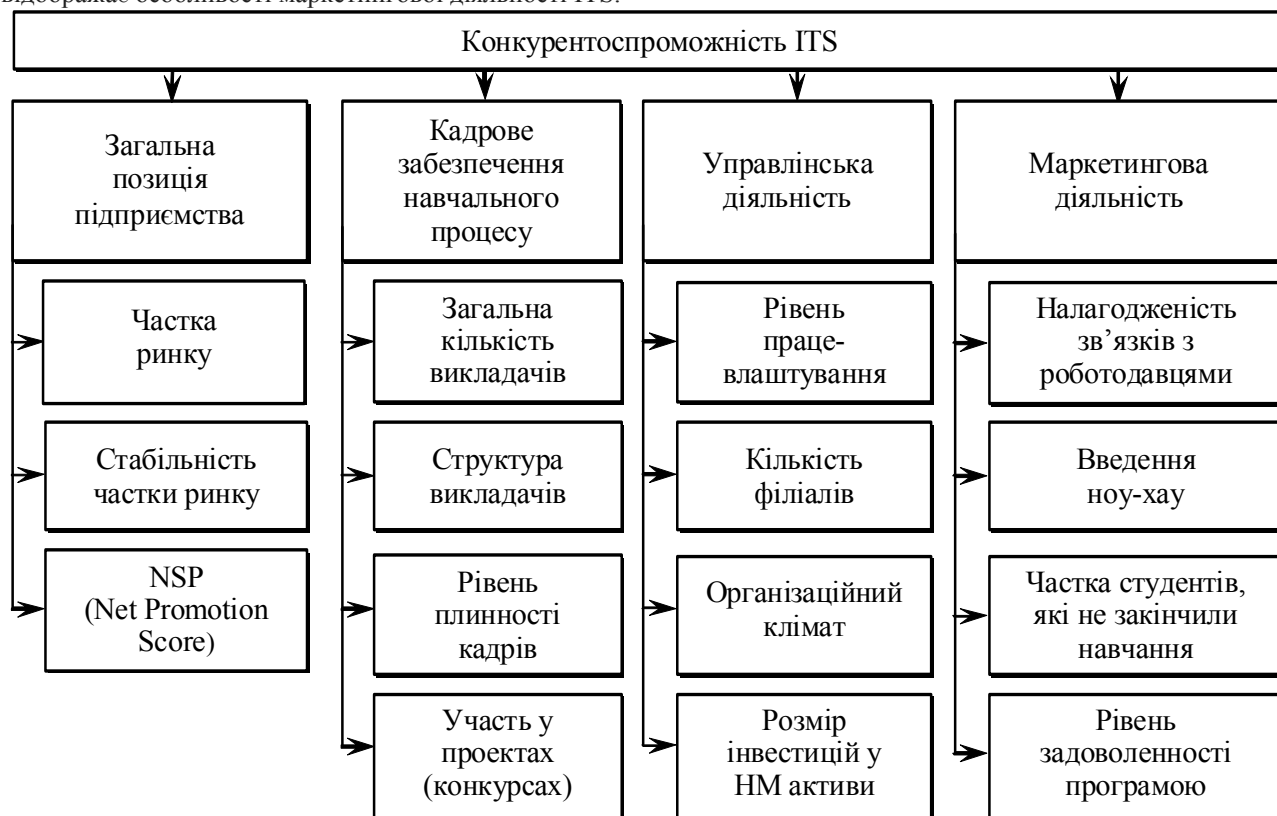 відображає особливості маркетингової діяльності ITS.
Конкурентоспроможність ITS
Загальна
позиція
підприємства
Частка
ринку
Стабільність
частки ринку
NSP
(Net Promotion
Score)
Кадрове
забезпечення
навчального
процесу
Загальна
кількість
викладачів
Структура
викладачів
Рівень
плинності
кадрів
Участь у
проектах
(конкурсах)
Управлінська
діяльність
Рівень
праце-
влаштування
Кількість
філіалів
Організаційний
клімат
Розмір
інвестицій у
НМ активи
Маркетингова
діяльність
Налагодженість
зв’язків з
роботодавцями
Введення
ноу-хау
Частка студентів,
які не закінчили
навчання
Рівень
задоволенності
програмою